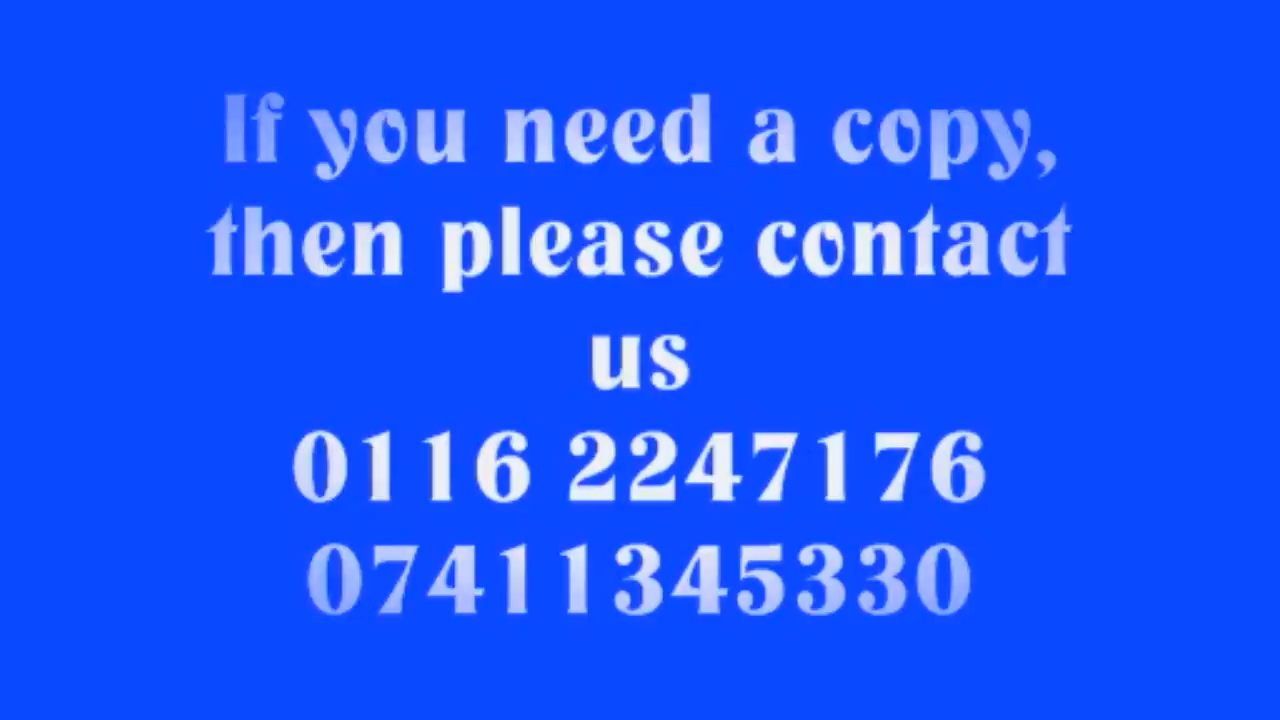 If you need a copy,
then please contact
us
0116 2247176
07411345330